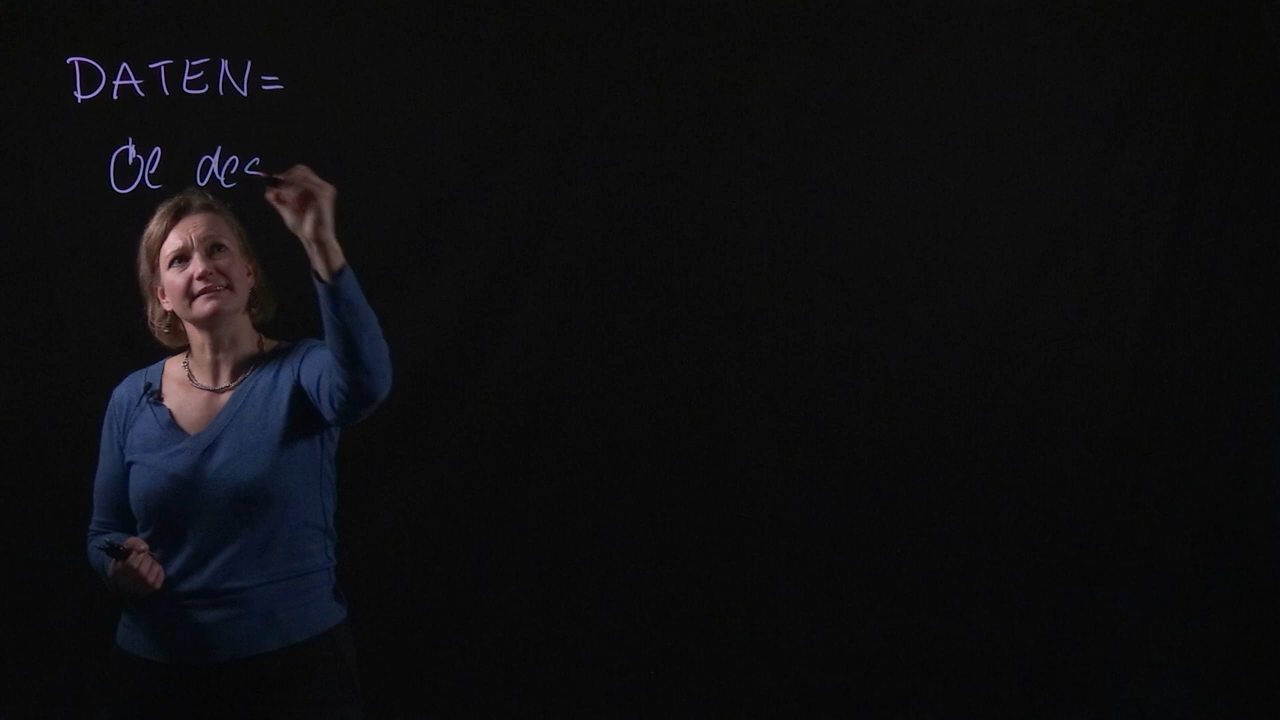 DATEN=
Öl des